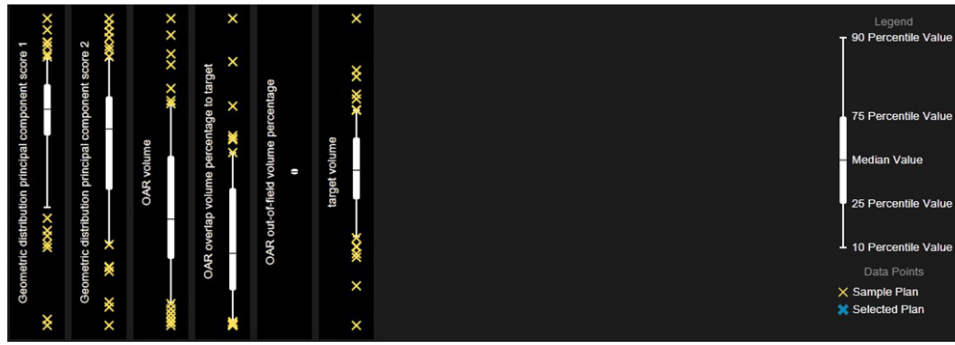 Geometric distribution principal component score 1
Geometric distribution principal component score 2
OAR volume
OAR overlap volume percentage to target
OAR out-of-field volume percentage
target volume
Legend
90 Percentile Value
75 Percentile Value
Median Value
25 Percentile Value
10 Percentile Value
Data Points
Sample Plan
Selected Plan